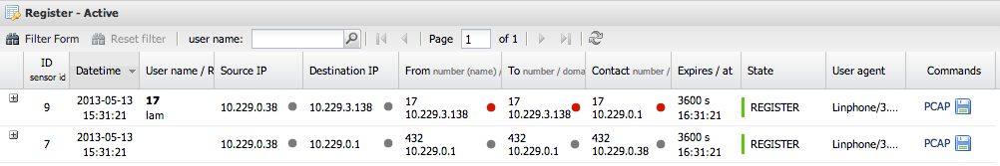 Register - Active
Filter Form Reset filter user name: Page 1 of 1
ID sensor id Datetime User name / R Source IP Destination IP From number (name) / To number / doma Contact number / Expires / at State User agent Commands
9 2013-05-13 15:31:21 17 lam 10.229.0.38 10.229.3.138 17 10.229.3.138 17 10.229.3.138 17 10.229.0.1 3600 s 16:31:21 REGISTER Linphone/3.... PCAP
7 2013-05-13 15:31:21 10.229.0.38 10.229.0.1 432 10.229.0.1 432 10.229.0.1 432 10.229.0.38 3600 s 16:31:21 REGISTER Linphone/3.... PCAP